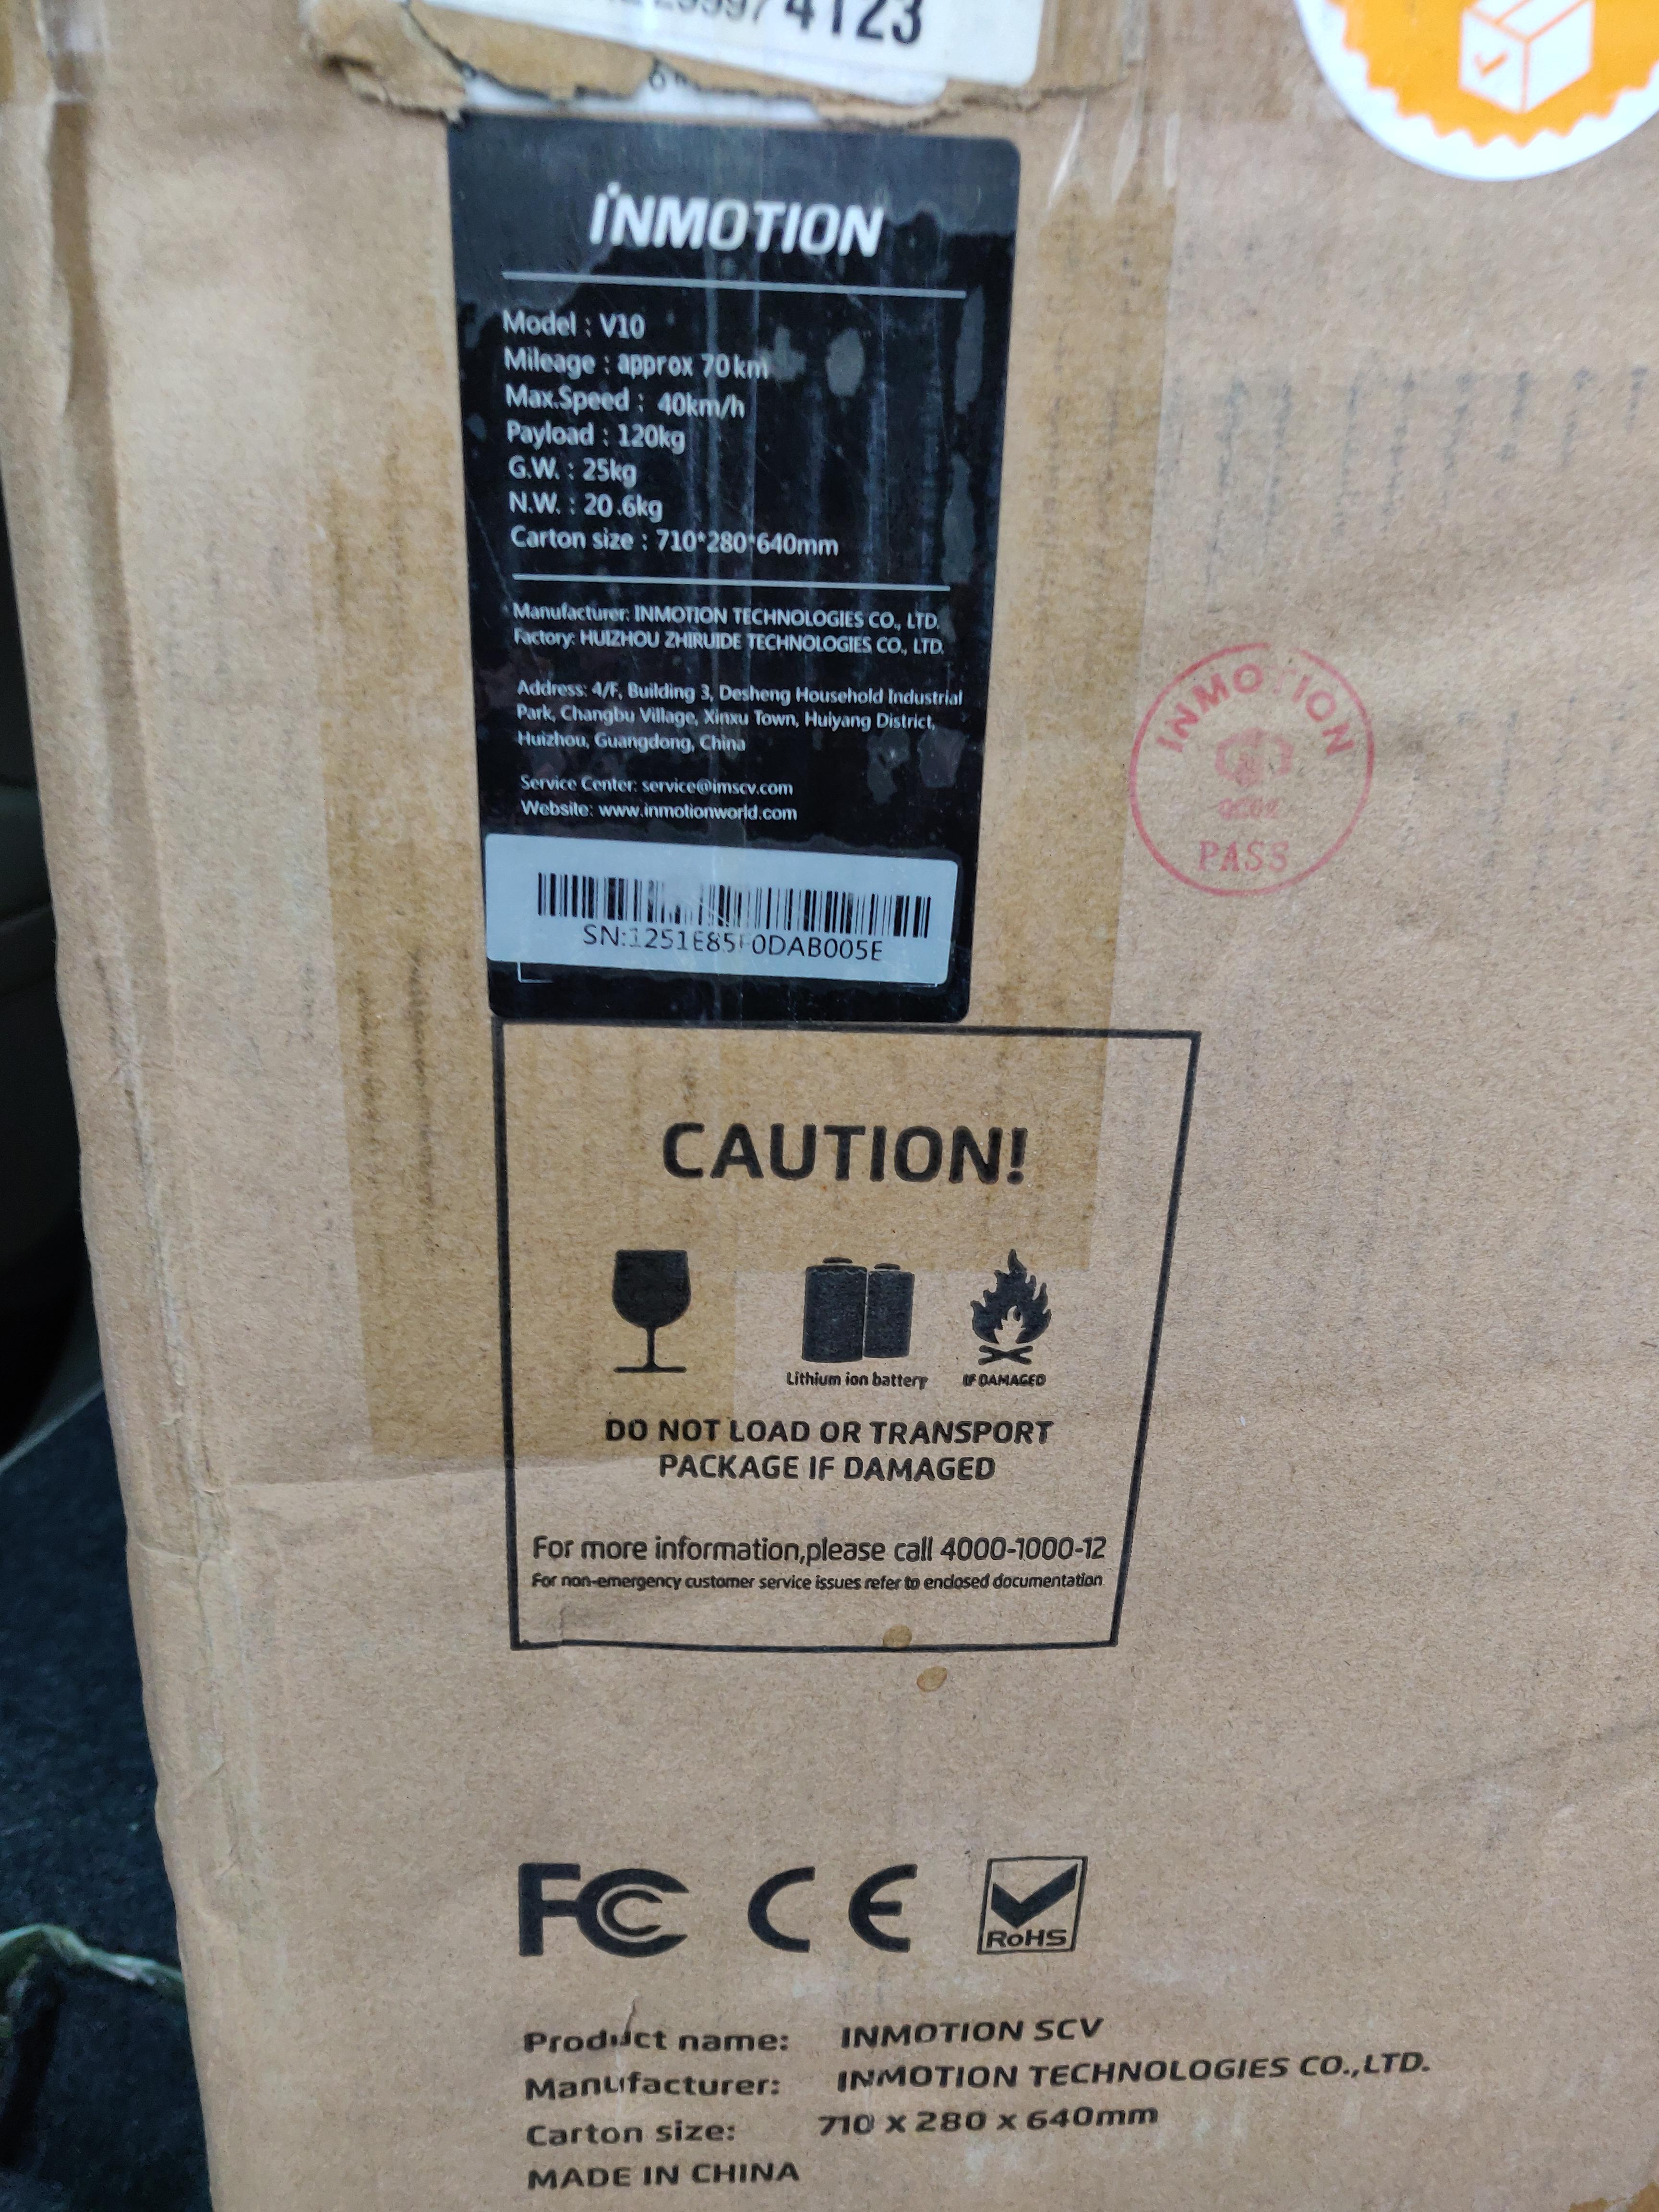 4123
INMOTION
Model : V10
Mileage : approx 70km
Max.Speed : 40km/h
Payload : 120kg
G.W. : 25kg
N.W. : 20.6kg
Carton size : 710*280*640mm
Manufacturer: INMOTION TECHNOLOGIES CO., LTD.
Factory: HUIZHOU ZHIRUIDE TECHNOLOGIES CO., LTD.
Address: 4/F, Building 3, Desheng Household Industrial
Park, Changbu Village, Xinxu Town, Huiyang District,
Huizhou, Guangdong, China
Service Center: service@imscv.com
Website: www.inmotionworld.com
INMOTION
PASS
CAUTION!
Lithium ion battery
IF DAMAGED
DO NOT LOAD OR TRANSPORT
PACKAGE IF DAMAGED
For more information,please call 4000-1000-12
For non-emergency customer service issues refer to enclosed documentation
FC CE RoHS
Product name: INMOTION SCV
Manufacturer: INMOTION TECHNOLOGIES CO.,LTD.
Carton size: 710 x 280 x 640mm
MADE IN CHINA